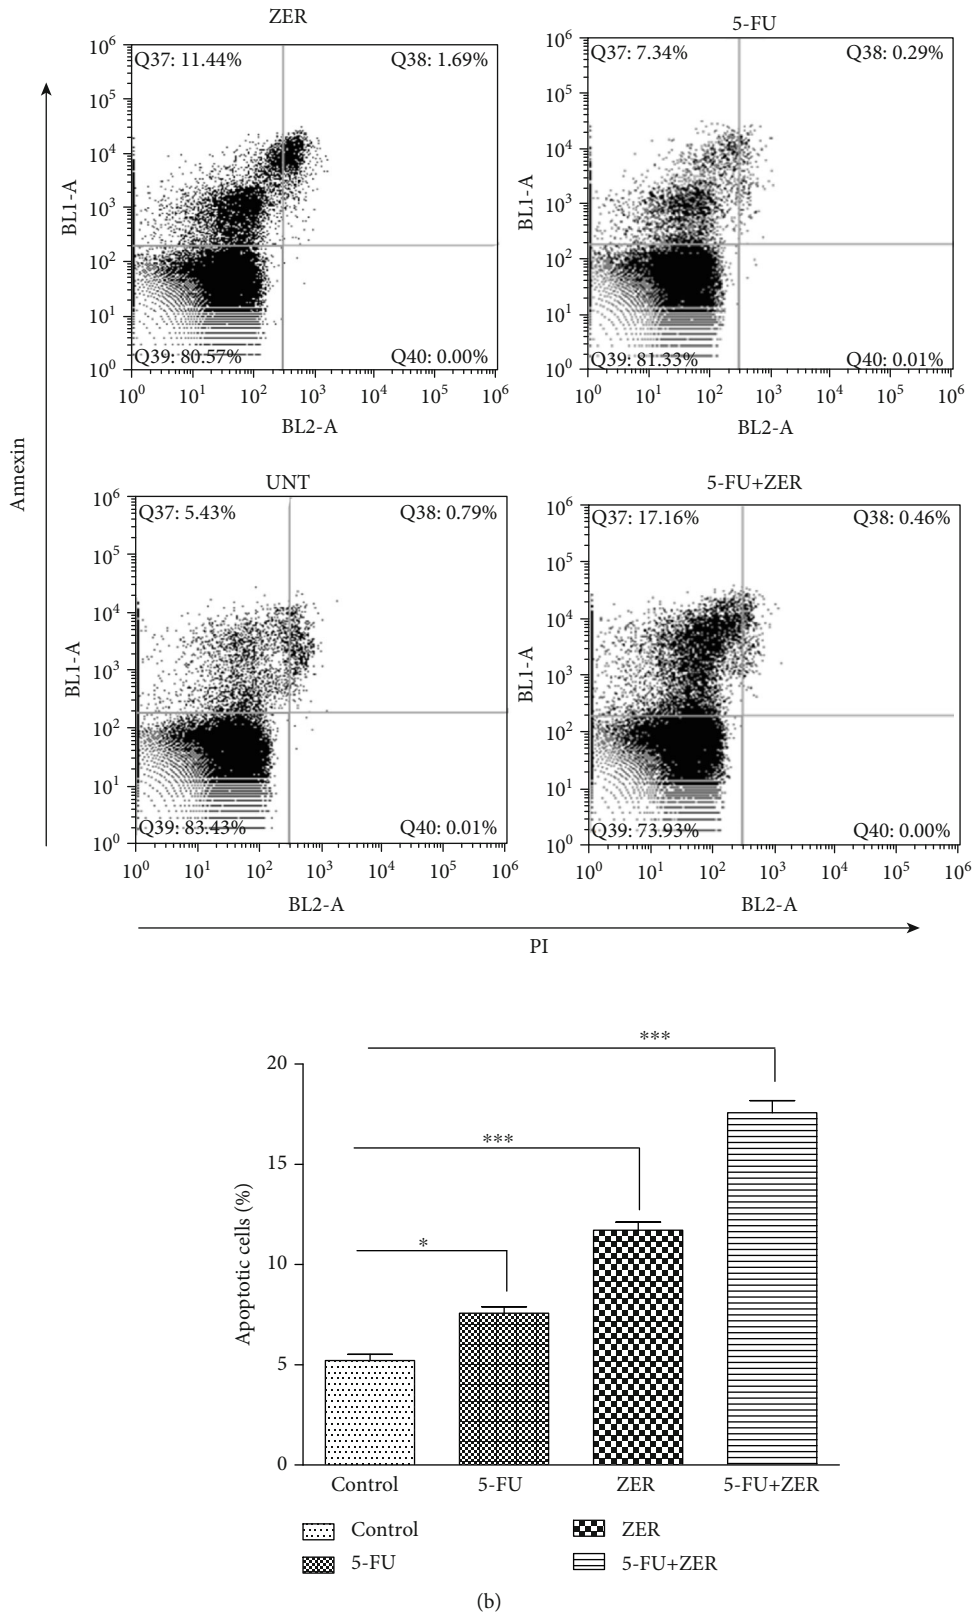 ZER
Q37: 11.44%
Q38: 1.69%
Q39: 80.57%
Q40: 0.00%
10^6
10^5
10^4
10^3
10^2
10^1
10^0
BL1-A
10^0 10^1 10^2 10^3 10^4 10^5 10^6
BL2-A
5-FU
Q37: 7.34%
Q38: 0.29%
Q39: 81.33%
Q40: 0.01%
10^6
10^5
10^4
10^3
10^2
10^1
10^0
BL1-A
10^0 10^1 10^2 10^3 10^4 10^5 10^6
BL2-A
Annexin
UNT
Q37: 5.43%
Q38: 0.79%
Q39: 83.43%
Q40: 0.01%
10^6
10^5
10^4
10^3
10^2
10^1
10^0
BL1-A
10^0 10^1 10^2 10^3 10^4 10^5 10^6
BL2-A
5-FU+ZER
Q37: 17.16%
Q38: 0.46%
Q39: 73.93%
Q40: 0.00%
10^6
10^5
10^4
10^3
10^2
10^1
10^0
BL1-A
10^0 10^1 10^2 10^3 10^4 10^5 10^6
BL2-A
PI
***
***
*
20
15
10
5
0
Apoptotic cells (%)
Control 5-FU ZER 5-FU+ZER
Control
ZER
5-FU
5-FU+ZER
(b)